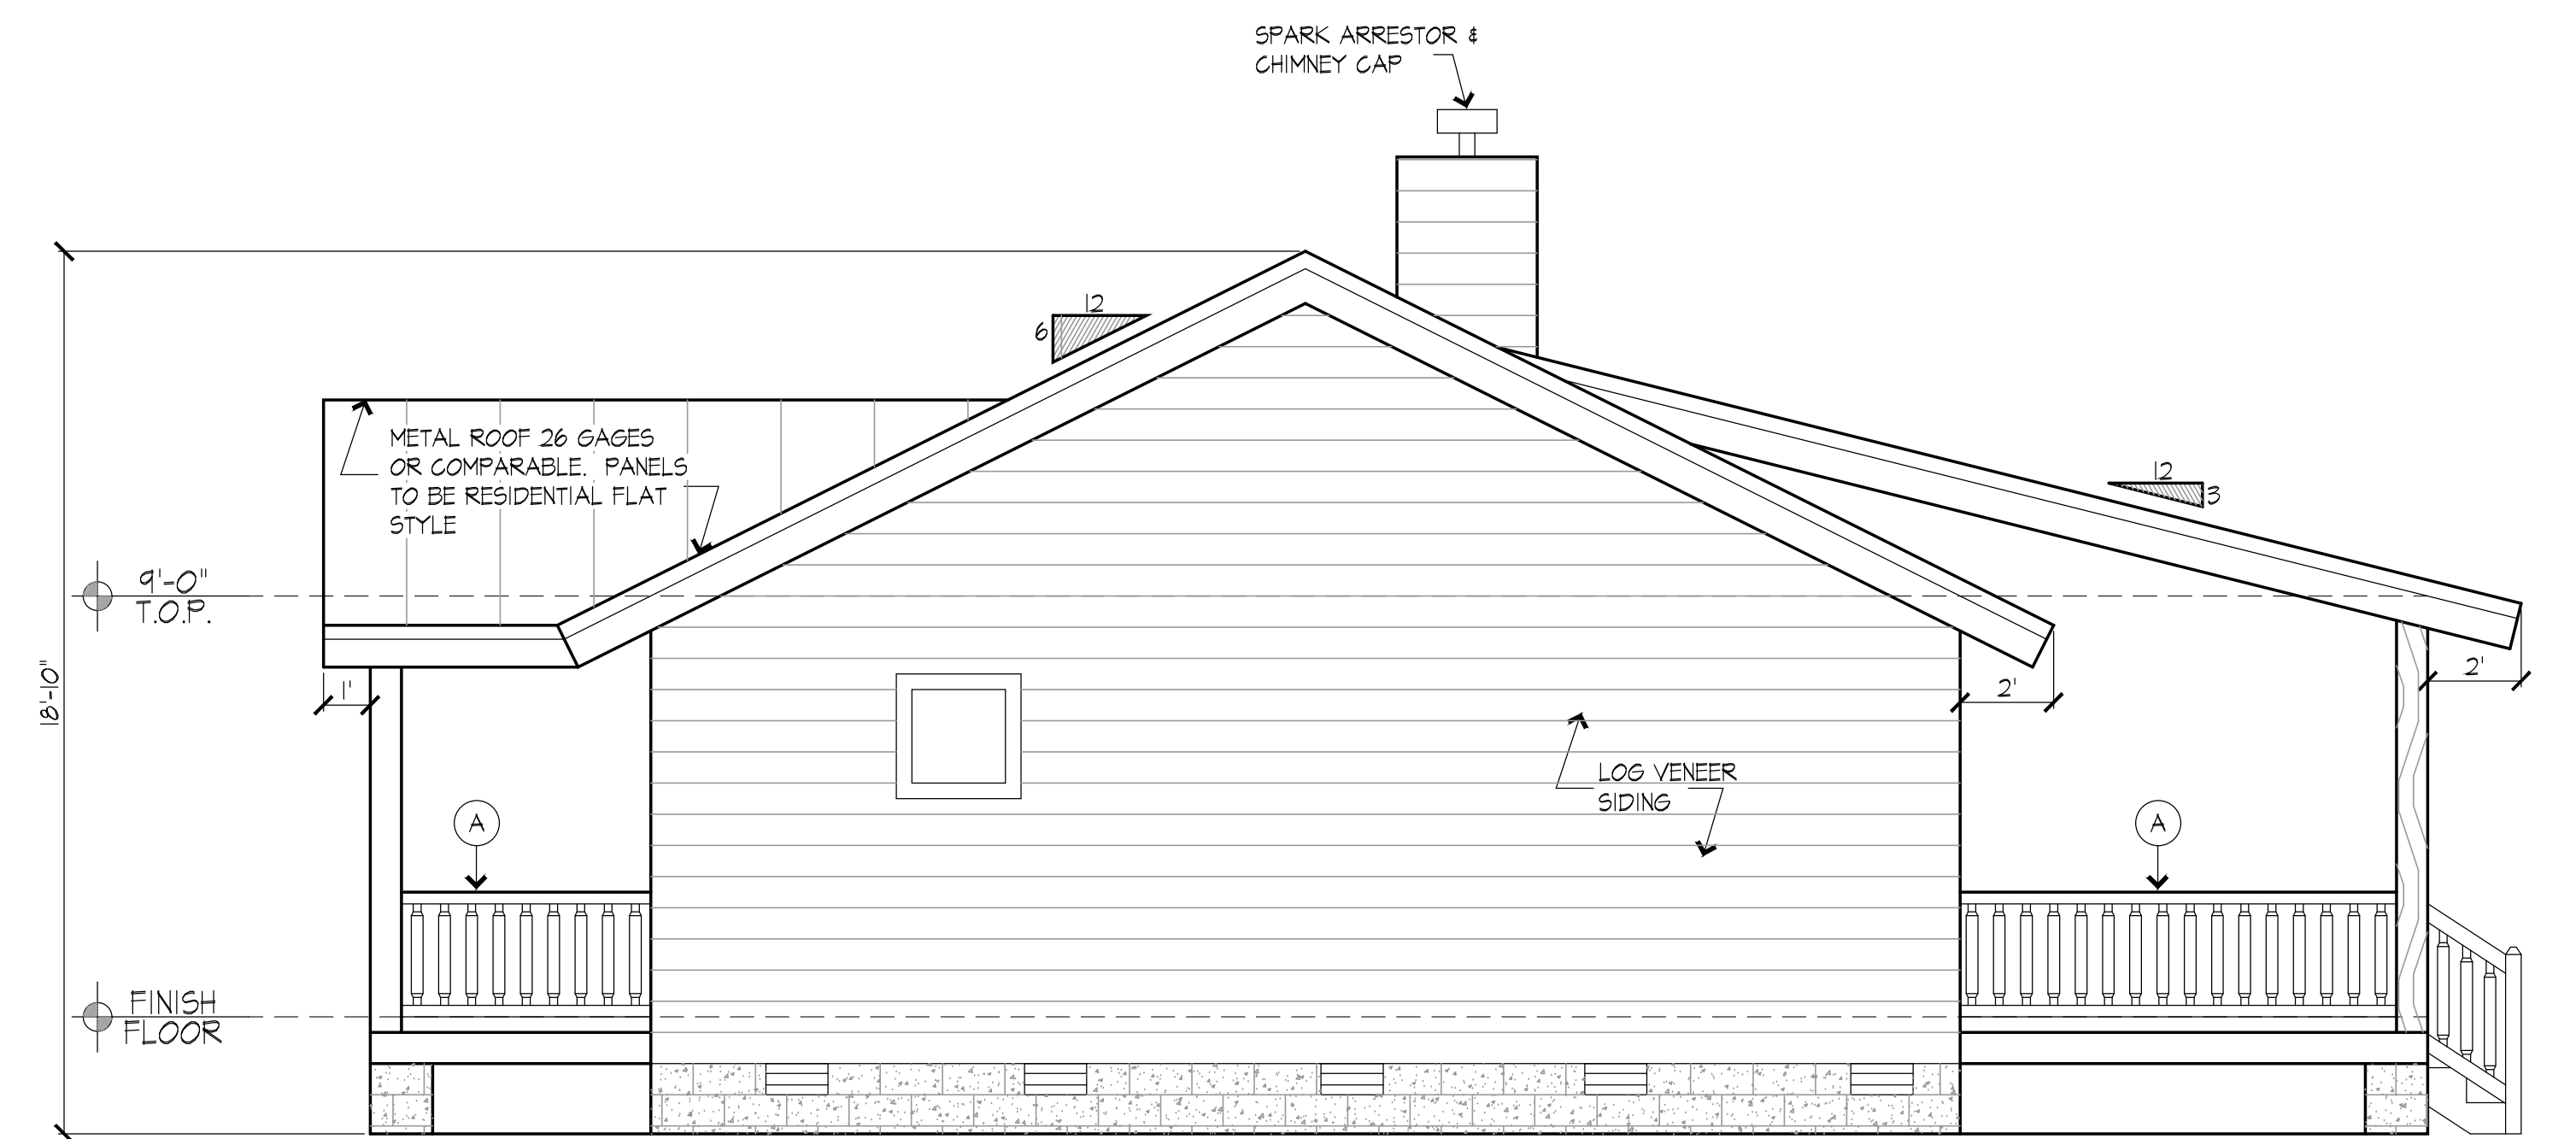 SPARK ARRESTOR &
CHIMNEY CAP
12
6
METAL ROOF 26 GAGES
OR COMPARABLE. PANELS
TO BE RESIDENTIAL FLAT
STYLE
12
3
9'-0"
T.O.P.
18'-10"
1'
2'
2'
LOG VENEER
SIDING
A
A
FINISH
FLOOR